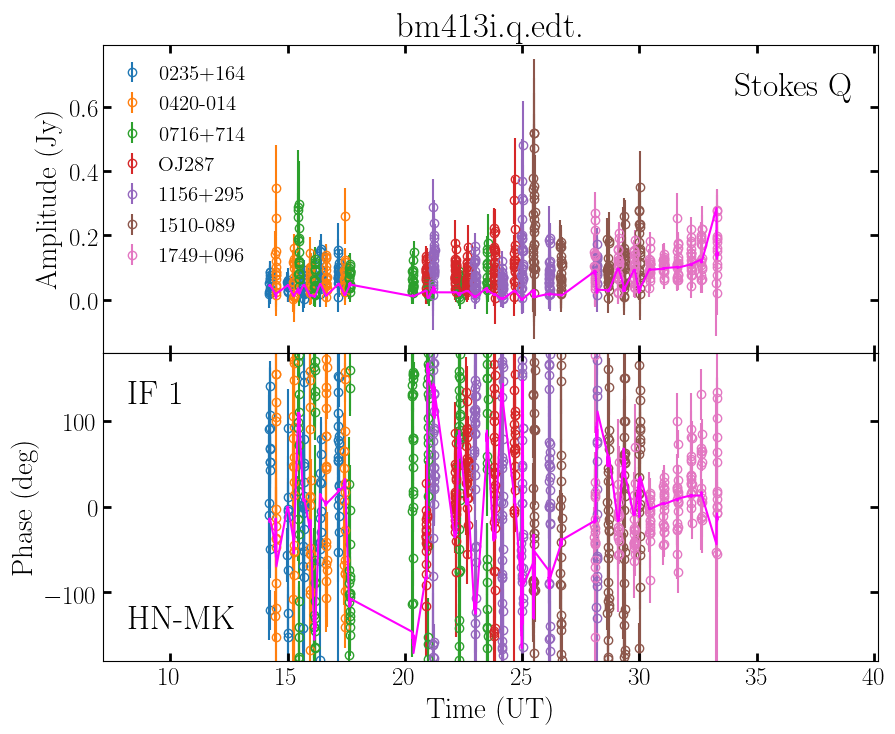 bm413i.q.edt.
Stokes Q
0235+164
0420-014
0716+714
OJ287
1156+295
1510-089
1749+096
Amplitude (Jy)
0.6
0.4
0.2
0.0
IF 1
HN-MK
Phase (deg)
100
0
−100
10 15 20 25 30 35 40
Time (UT)